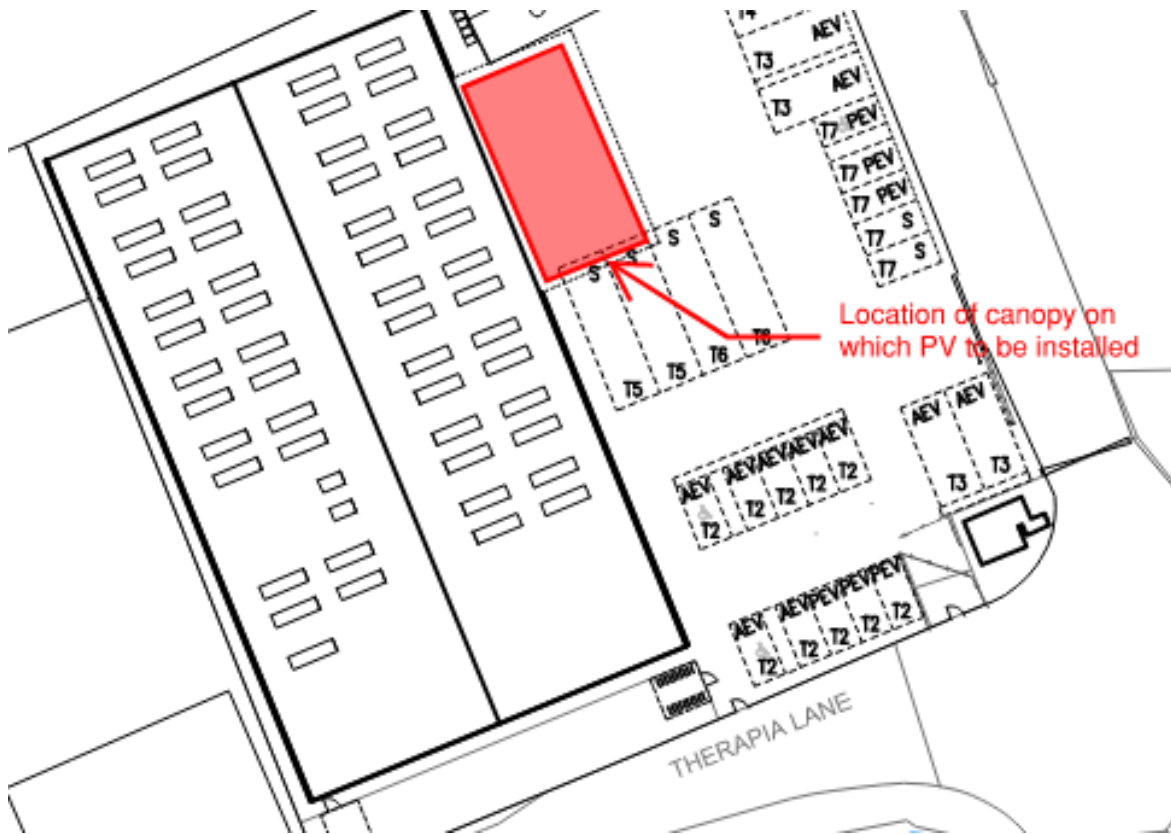 T4
AEV
T3
AEV
T3
T7 PEV
T7 PEV
T7 PEV
T7 S
T7 S
S
S
S
S
T5
T5
T6
T6
Location of canopy on
which PV to be installed
AEV AEV
T3 T3
AEV AEV AEV AEV AEV
T2 T2 T2 T2 T2
AEV AEV PEV PEV PEV
T2 T2 T2 T2 T2
THERAPIA LANE